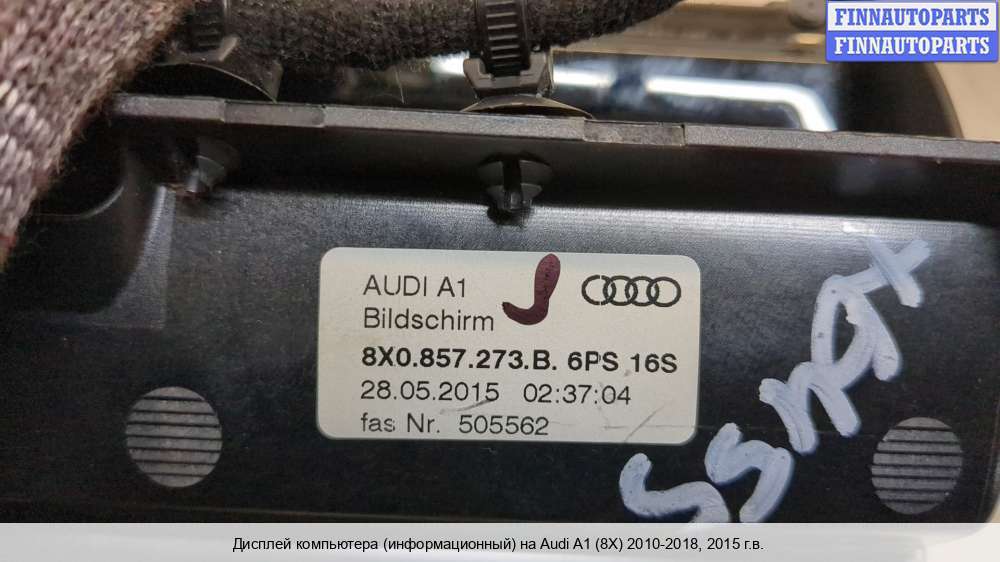 FINNAUTOPARTS
FINNAUTOPARTS
AUDI A1
Bildschirm
8X0.857.273.B. 6PS 16S
28.05.2015 02:37:04
fas Nr. 505562
Дисплей компьютера (информационный) на Audi A1 (8X) 2010-2018, 2015 г.в.